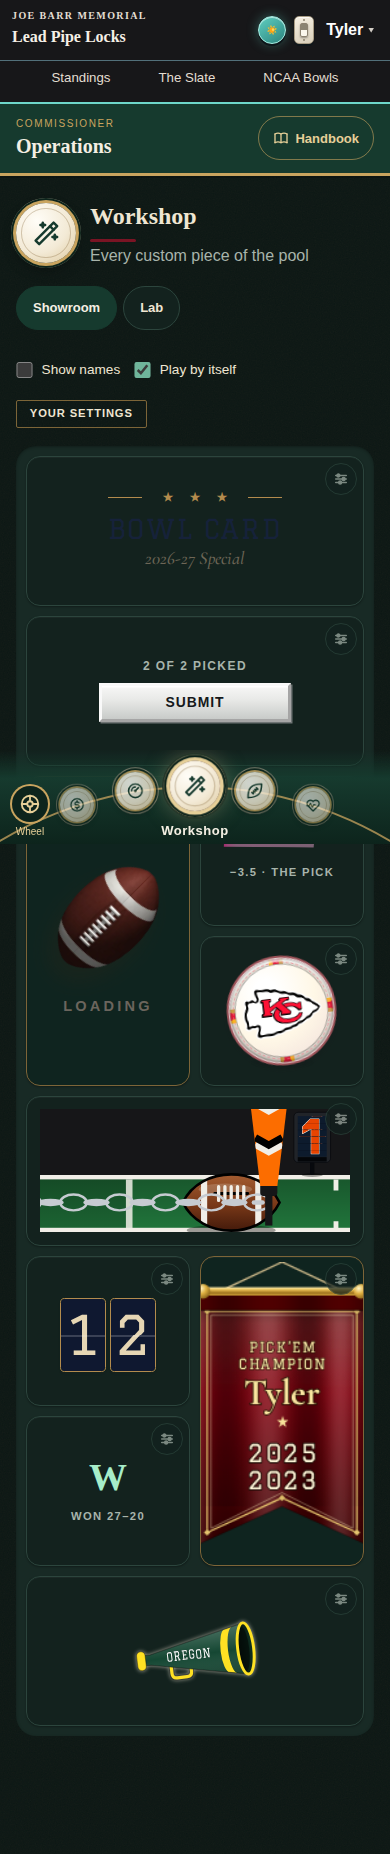 JOE BARR MEMORIAL
Lead Pipe Locks
Tyler
Standings
The Slate
NCAA Bowls
COMMISSIONER
Operations
Handbook
Workshop
Every custom piece of the pool
Showroom
Lab
Show names
Play by itself
YOUR SETTINGS
BOWL CARD
2026-27 Special
2 OF 2 PICKED
SUBMIT
Wheel
Workshop
−3.5 · THE PICK
LOADING
KC
1
12
PICK'EM
CHAMPION
Tyler
2025
2023
W
WON 27–20
OREGON